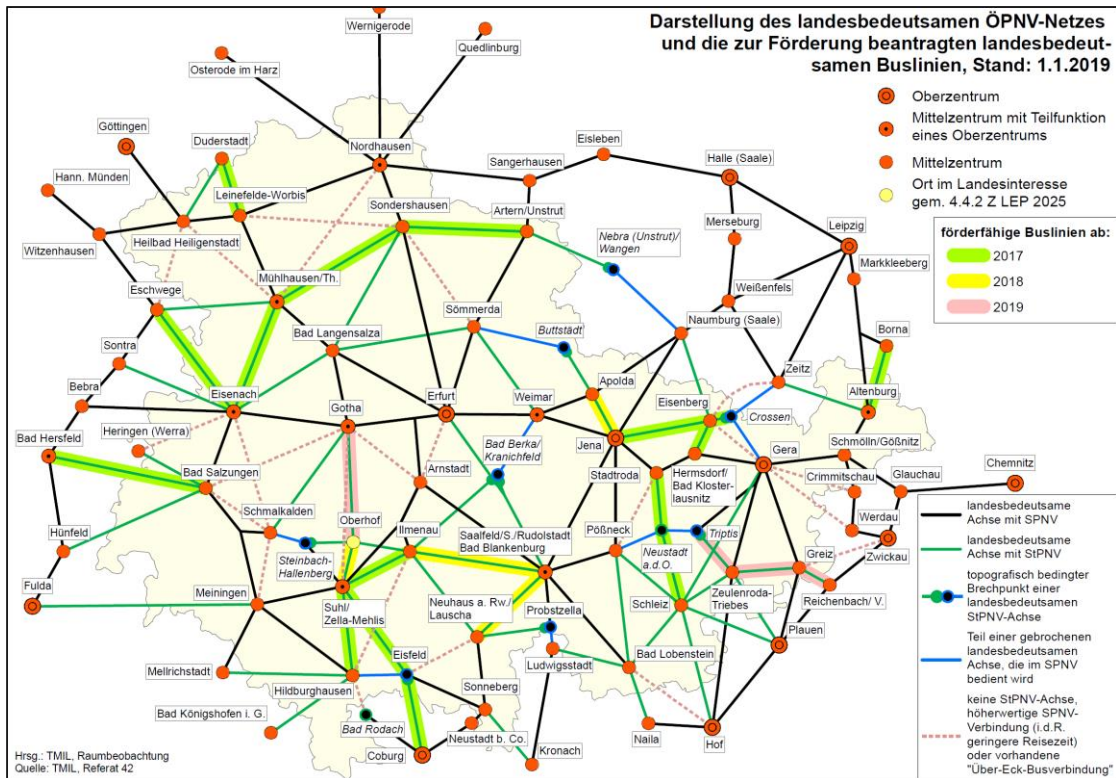 Darstellung des landesbedeutsamen ÖPNV-Netzes
und die zur Förderung beantragten landesbedeut-
samen Buslinien, Stand: 1.1.2019
Oberzentrum
Mittelzentrum mit Teilfunktion
eines Oberzentrums
Mittelzentrum
Ort im Landesinteresse
gem. 4.4.2 Z LEP 2025
förderfähige Buslinien ab:
2017
2018
2019
Wernigerode
Quedlinburg
Osterode im Harz
Göttingen
Duderstadt
Nordhausen
Eisleben
Sangerhausen
Halle (Saale)
Hann. Münden
Leinefelde-Worbis
Sondershausen
Artern/Unstrut
Merseburg
Leipzig
Witzenhausen
Heilbad Heiligenstadt
Nebra (Unstrut)/
Wangen
Markkleeberg
Mühlhausen/Th.
Eschwege
Weißenfels
Sömmerda
Naumburg (Saale)
Bad Langensalza
Buttstädt
Borna
Sontra
Zeitz
Bebra
Eisenach
Gotha
Erfurt
Weimar
Apolda
Eisenberg
Altenburg
Crossen
Bad Hersfeld
Heringen (Werra)
Bad Berka/
Kranichfeld
Jena
Schmölln/Gößnitz
Bad Salzungen
Arnstadt
Stadtroda
Hermsdorf/
Bad Kloster-
lausnitz
Gera
Crimmitschau
Glauchau
Chemnitz
Schmalkalden
Oberhof
Ilmenau
Saalfeld/S./Rudolstadt
Bad Blankenburg
Pößneck
Triptis
Werdau
Hünfeld
Steinbach-
Hallenberg
Neustadt
a.d.O.
Greiz
Zwickau
Fulda
Meiningen
Suhl/
Zella-Mehlis
Neuhaus a. Rw./
Lauscha
Probstzella
Schleiz
Zeulenroda-
Triebes
Reichenbach/ V.
Plauen
Mellrichstadt
Eisfeld
Ludwigsstadt
Bad Lobenstein
Hildburghausen
Sonneberg
Bad Königshofen i. G.
Bad Rodach
Neustadt b. Co.
Naila
Hof
Coburg
Kronach
landesbedeutsame
Achse mit SPNV
landesbedeutsame
Achse mit StPNV
topografisch bedingter
Brechpunkt einer
landesbedeutsamen
StPNV-Achse
Teil einer gebrochenen
landesbedeutsamen
Achse, die im SPNV
bedient wird
keine StPNV-Achse,
höherwertige SPNV-
Verbindung (i.d.R.
geringere Reisezeit)
oder vorhandene
"Über-Eck-Busverbindung"
Hrsg.: TMIL, Raumbeobachtung
Quelle: TMIL, Referat 42